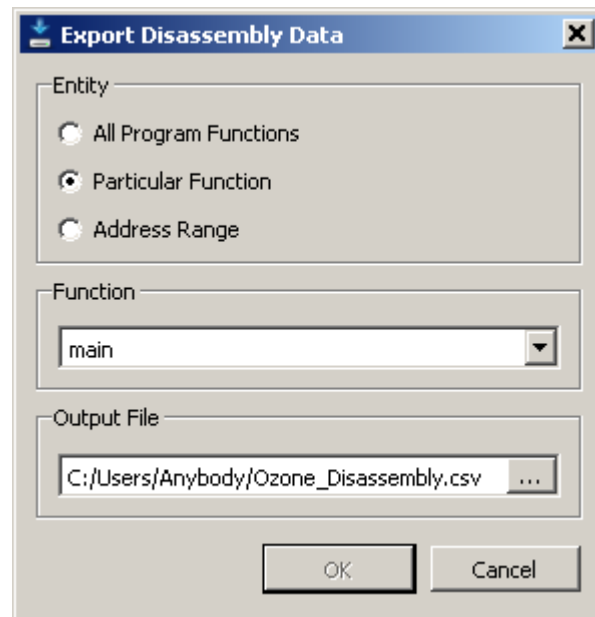 Export Disassembly Data
Entity
All Program Functions
Particular Function
Address Range
Function
main
Output File
C:/Users/Anybody/Ozone_Disassembly.csv ...
OK Cancel